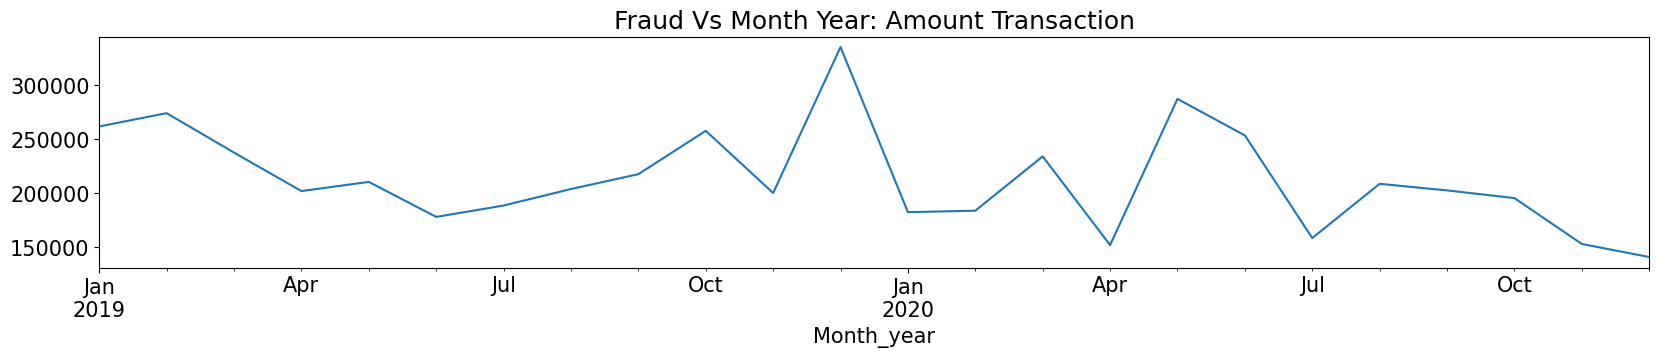 Fraud Vs Month Year: Amount Transaction
300000
250000
200000
150000
Jan Apr Jul Oct Jan Apr Jul Oct
2019 2020
Month_year